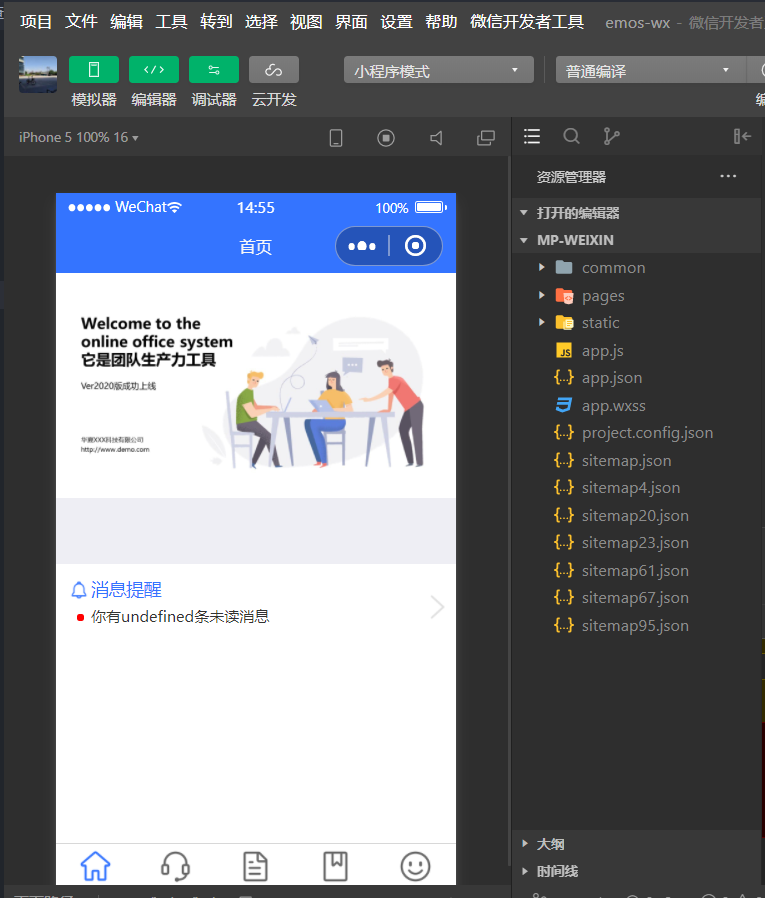 项目 文件 编辑 工具 转到 选择 视图 界面 设置 帮助 微信开发者工具 emos-wx - 微信开发者
模拟器 编辑器 调试器 云开发
小程序模式 普通编译
iPhone 5 100% 16
WeChat 14:55 100%
首页
Welcome to the
online office system
它是团队生产力工具
Ver2020版成功上线
华夏XXX科技有限公司
http://www.demo.com
消息提醒
你有undefined条未读消息
资源管理器
打开的编辑器
MP-WEIXIN
common
pages
static
app.js
app.json
app.wxss
project.config.json
sitemap.json
sitemap4.json
sitemap20.json
sitemap23.json
sitemap61.json
sitemap67.json
sitemap95.json
大纲
时间线